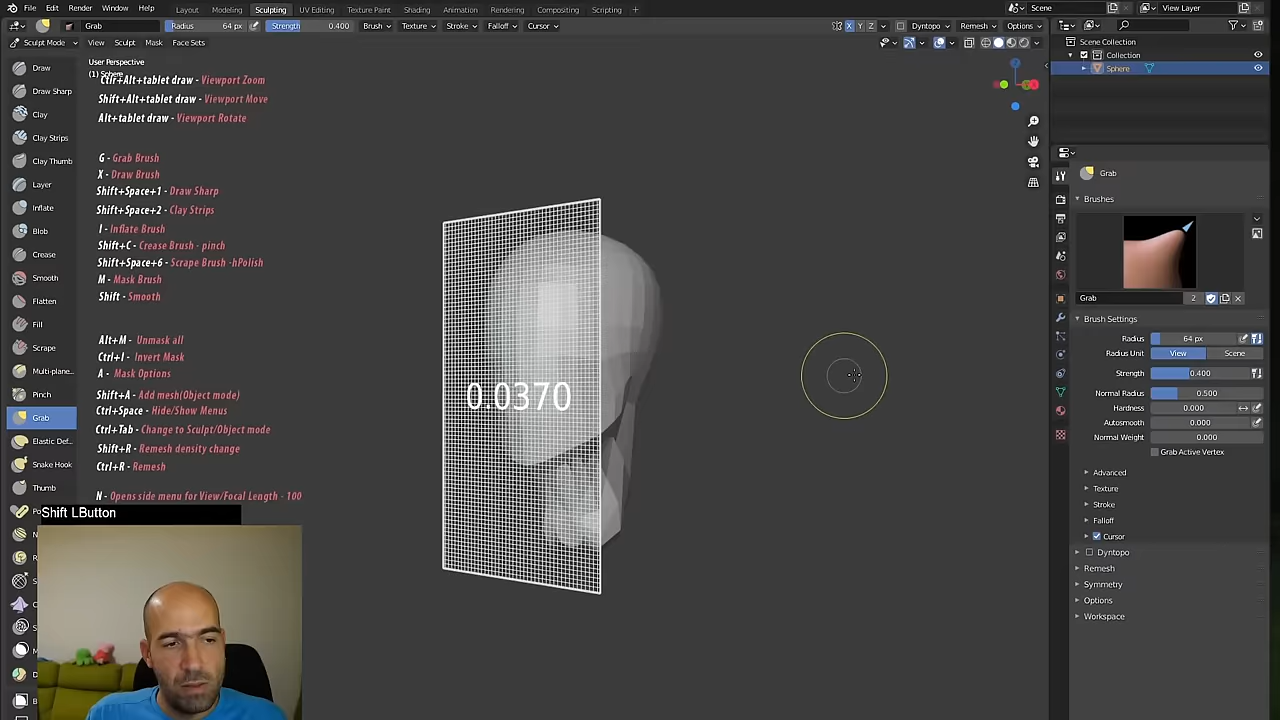 File Edit Render Window Help Layout Modeling Sculpting UV Editing Texture Paint Shading Animation Rendering Compositing Scripting Scene View Layer
Grab Radius 64 px Strength 0.400 Brush Texture Stroke Falloff Cursor X Y Z Dyntopo Remesh Options
Sculpt Mode View Sculpt Mask Face Sets
User Perspective
(1) Sphere
Ctrl+Alt+tablet draw - Viewport Zoom
Shift+Alt+tablet draw - Viewport Move
Alt+tablet draw - Viewport Rotate
G - Grab Brush
X - Draw Brush
Shift+Space+1 - Draw Sharp
Shift+Space+2 - Clay Strips
I - Inflate Brush
Shift+C - Crease Brush - pinch
Shift+Space+6 - Scrape Brush -hPolish
M - Mask Brush
Shift - Smooth
Alt+M - Unmask all
Ctrl+I - Invert Mask
A - Mask Options
Shift+A - Add mesh(Object mode)
Ctrl+Space - Hide/Show Menus
Ctrl+Tab - Change to Sculpt/Object mode
Shift+R - Remesh density change
Ctrl+R - Remesh
N - Opens side menu for View/Focal Length - 100
Shift LButton
Draw
Draw Sharp
Clay
Clay Strips
Clay Thumb
Layer
Inflate
Blob
Crease
Smooth
Flatten
Fill
Scrape
Multi-plane...
Pinch
Grab
Elastic Def...
Snake Hook
Thumb
0.0370
Scene Collection
Collection
Sphere
Grab
Brushes
Grab 2
Brush Settings
Radius 64 px
Radius Unit View Scene
Strength 0.400
Normal Radius 0.500
Hardness 0.000
Autosmooth 0.000
Normal Weight 0.000
Grab Active Vertex
Advanced
Texture
Stroke
Falloff
Cursor
Dyntopo
Remesh
Symmetry
Options
Workspace